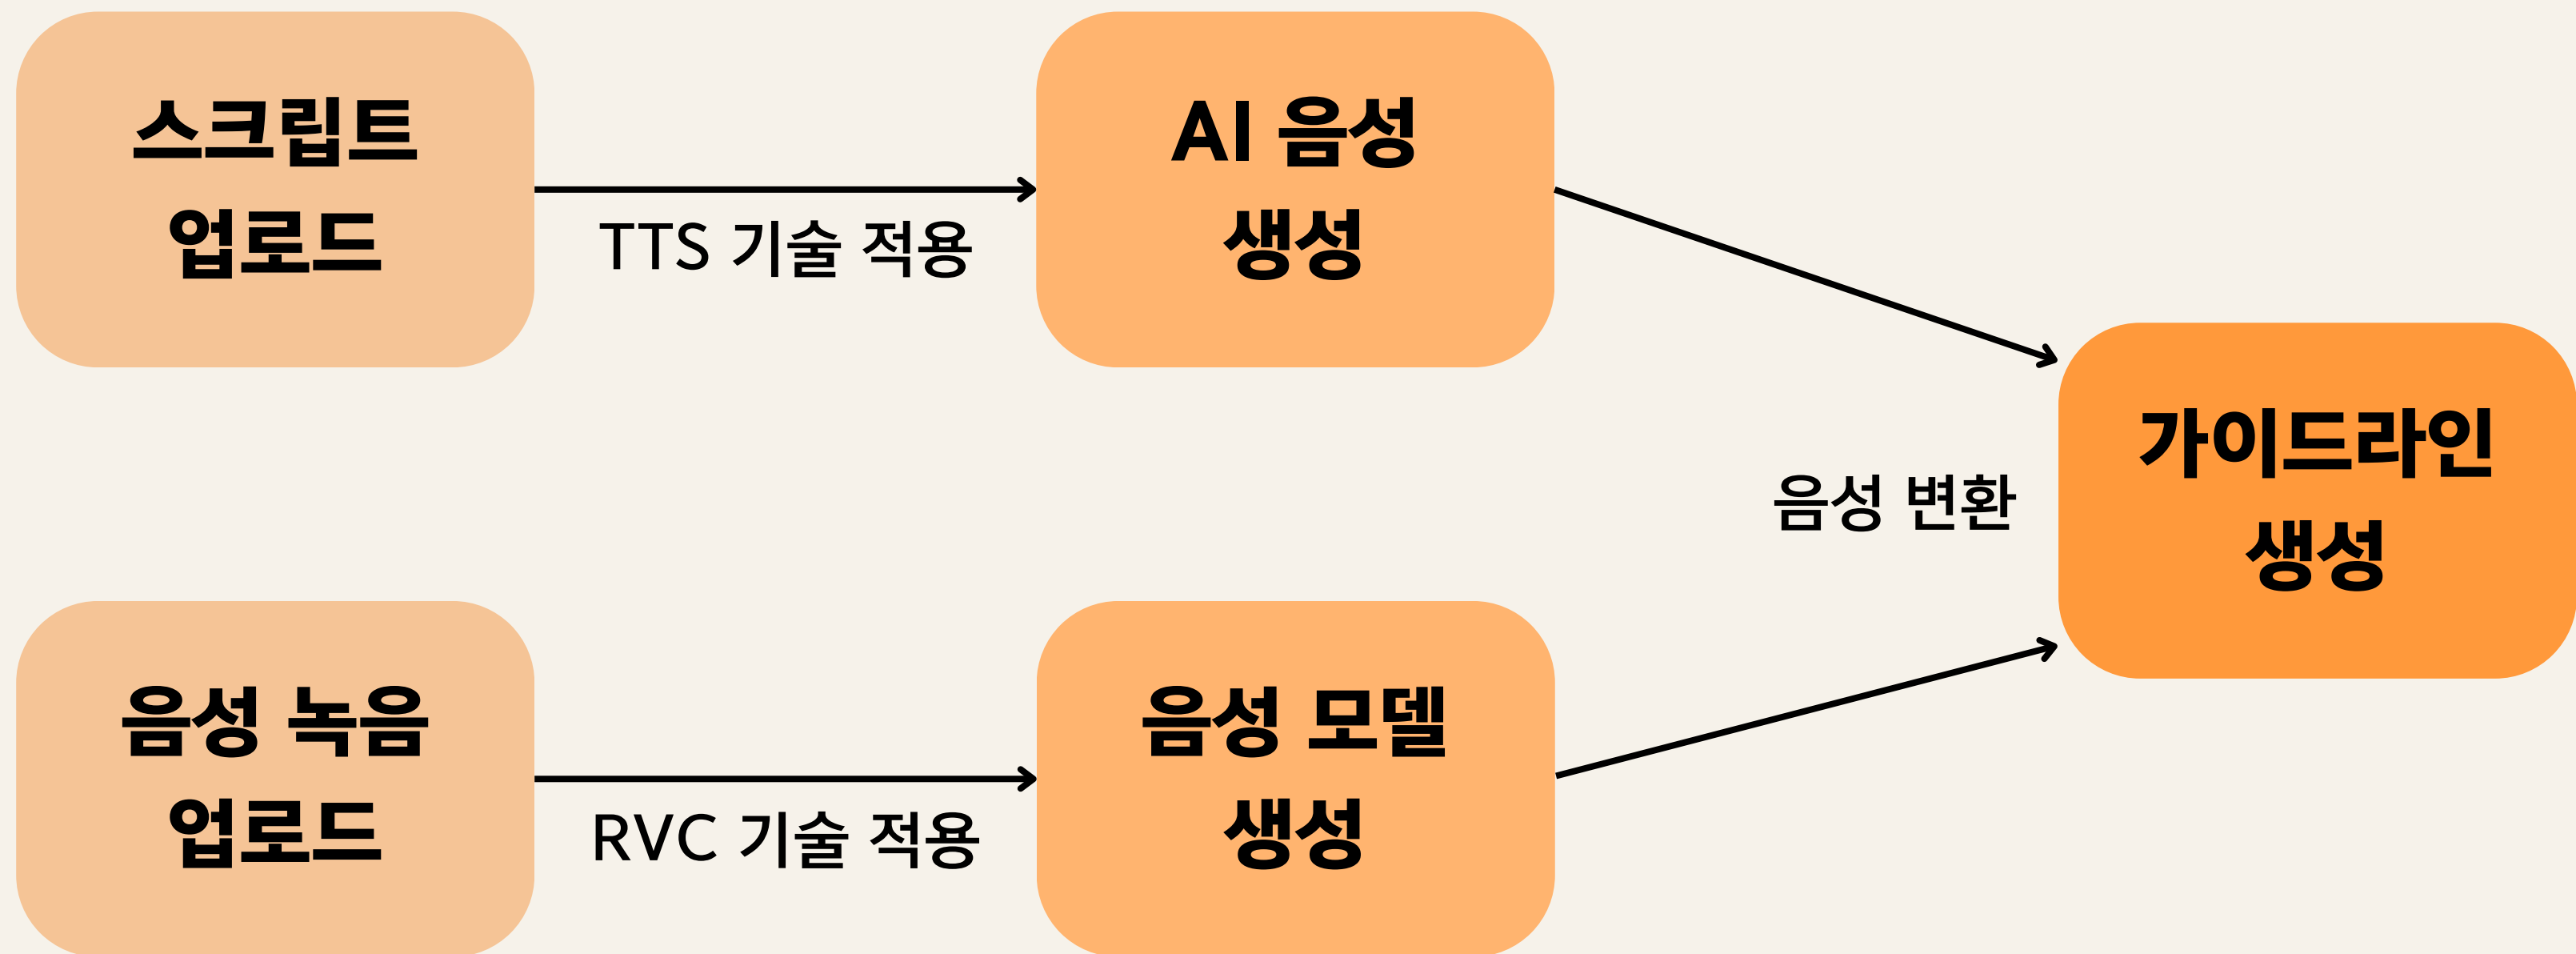 스크립트
업로드
TTS 기술 적용
AI 음성
생성
음성 녹음
업로드
RVC 기술 적용
음성 모델
생성
음성 변환
가이드라인
생성